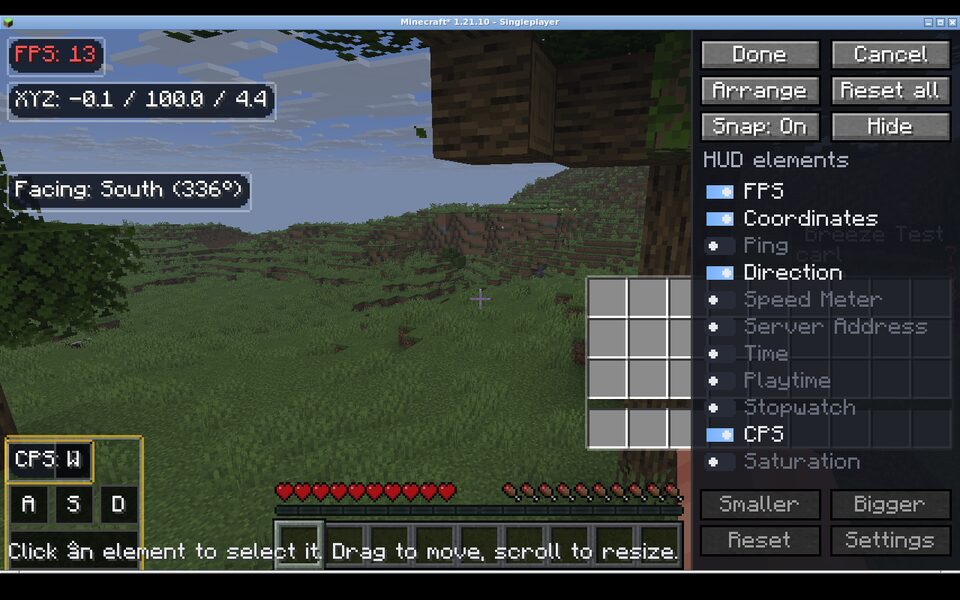 Minecraft* 1.21.10 - Singleplayer
FPS: 13
XYZ: -0.1 / 100.0 / 4.4
Facing: South (336°)
CPS
W
A
S
D
Click an element to select it. Drag to move, scroll to resize.
Done
Cancel
Arrange
Reset all
Snap: On
Hide
HUD elements
FPS
Coordinates
Ping
Direction
Speed Meter
Server Address
Time
Playtime
Stopwatch
CPS
Saturation
Smaller
Bigger
Reset
Settings